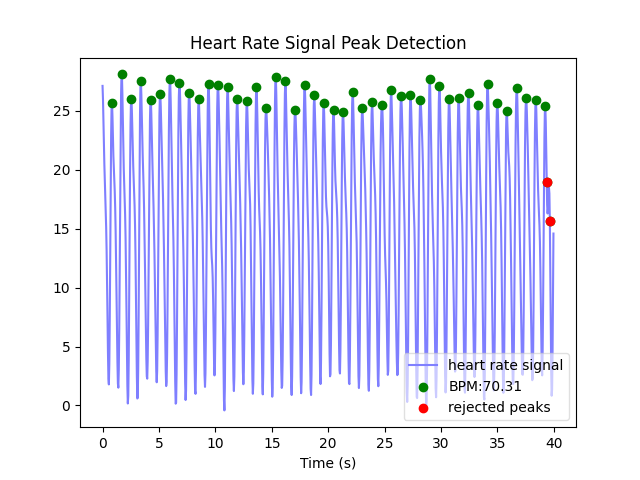 Heart Rate Signal Peak Detection
25
20
15
10
5
0
heart rate signal
BPM:70.31
rejected peaks
0 5 10 15 20 25 30 35 40
Time (s)